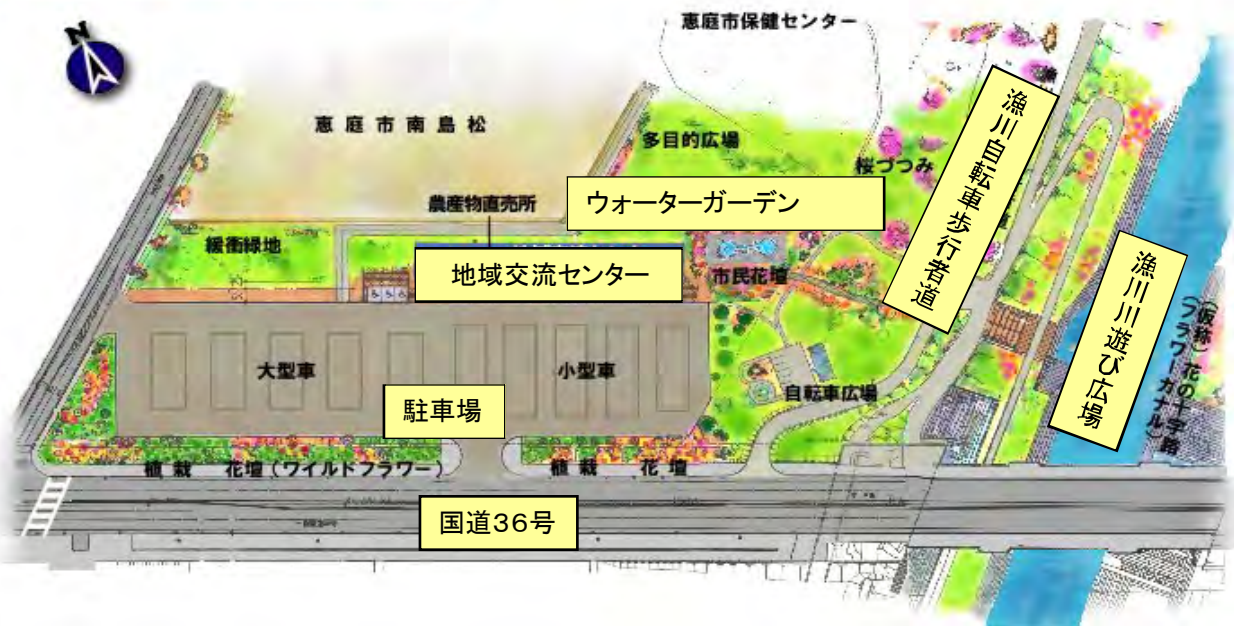 N
恵庭市保健センター
恵庭市南島松
多目的広場
桜づつみ
漁川自転車歩行者道
農産物直売所
ウォーターガーデン
緩衝緑地
地域交流センター
市民花壇
漁川川遊び広場
(仮称)花の十字路
(フラワーカナル)
大型車
小型車
自転車広場
駐車場
植栽 花壇(ワイルドフラワー)
植栽 花壇
国道36号